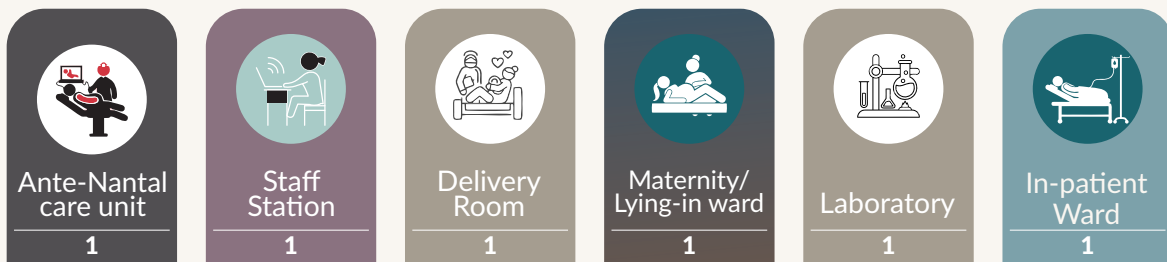 Ante-Nantal
care unit
1
Staff
Station
1
Delivery
Room
1
Maternity/
Lying-in ward
1
Laboratory
1
In-patient
Ward
1